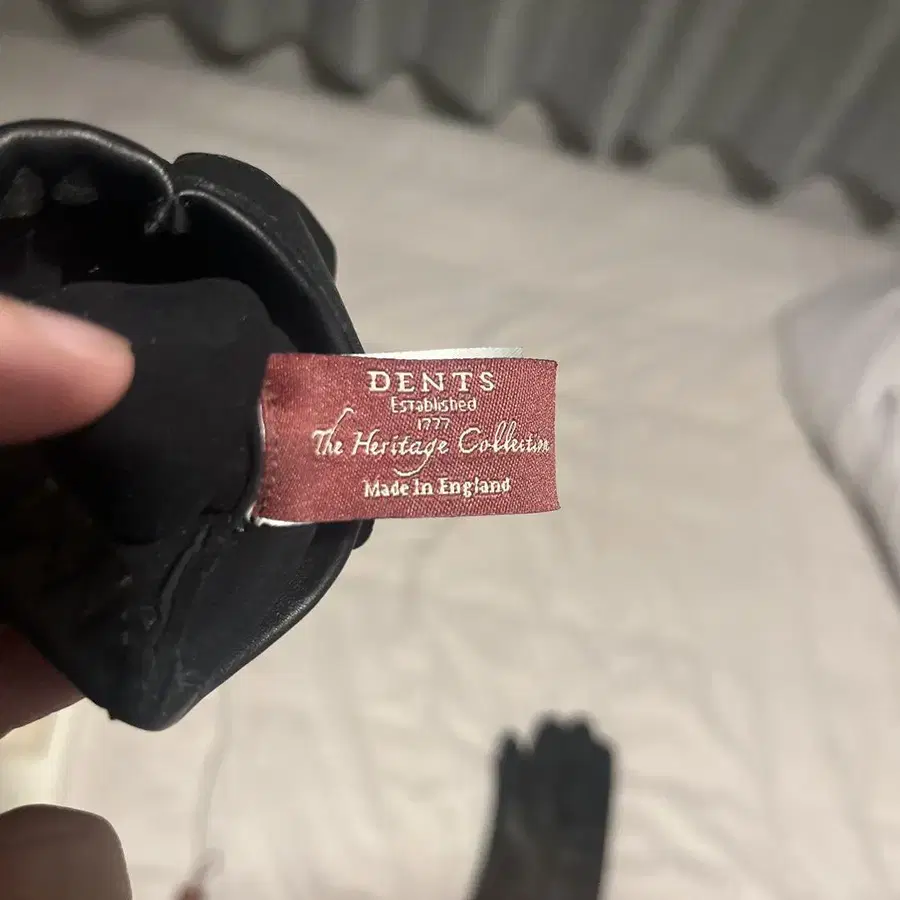 DENTS
Established
1777
The Heritage Collection
Made In England